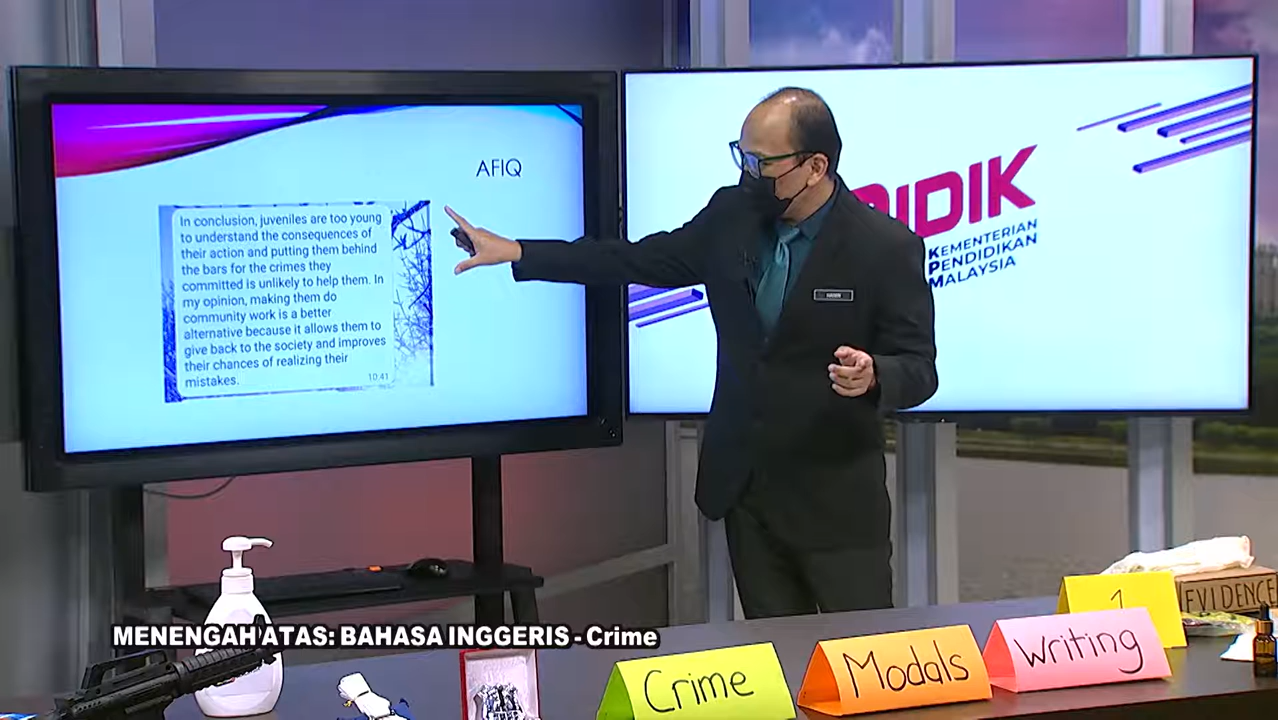 AFIQ
In conclusion, juveniles are too young
to understand the consequences of
their action and putting them behind
the bars for the crimes they
committed is unlikely to help them. In
my opinion, making them do
community work is a better
alternative because it allows them to
give back to the society and improves
their chances of realizing their
mistakes.
10:41
DIDIK
KEMENTERIAN
PENDIDIKAN
MALAYSIA
1
EVIDENCE
MENENGAH ATAS: BAHASA INGGERIS - Crime
Crime
Modals
Writing